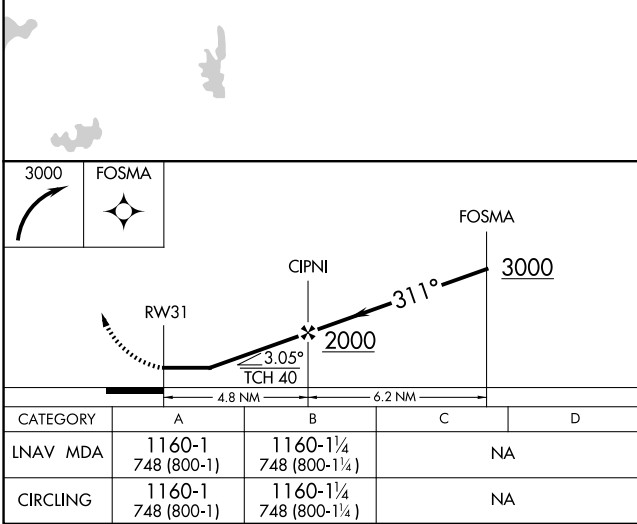 3000 FOSMA
FOSMA
3000
CIPNI
311°
RW31
2000
3.05°
TCH 40
4.8 NM 6.2 NM
CATEGORY A B C D
LNAV MDA 1160-1 1160-1¼ NA
748 (800-1) 748 (800-1¼)
CIRCLING 1160-1 1160-1¼ NA
748 (800-1) 748 (800-1¼)